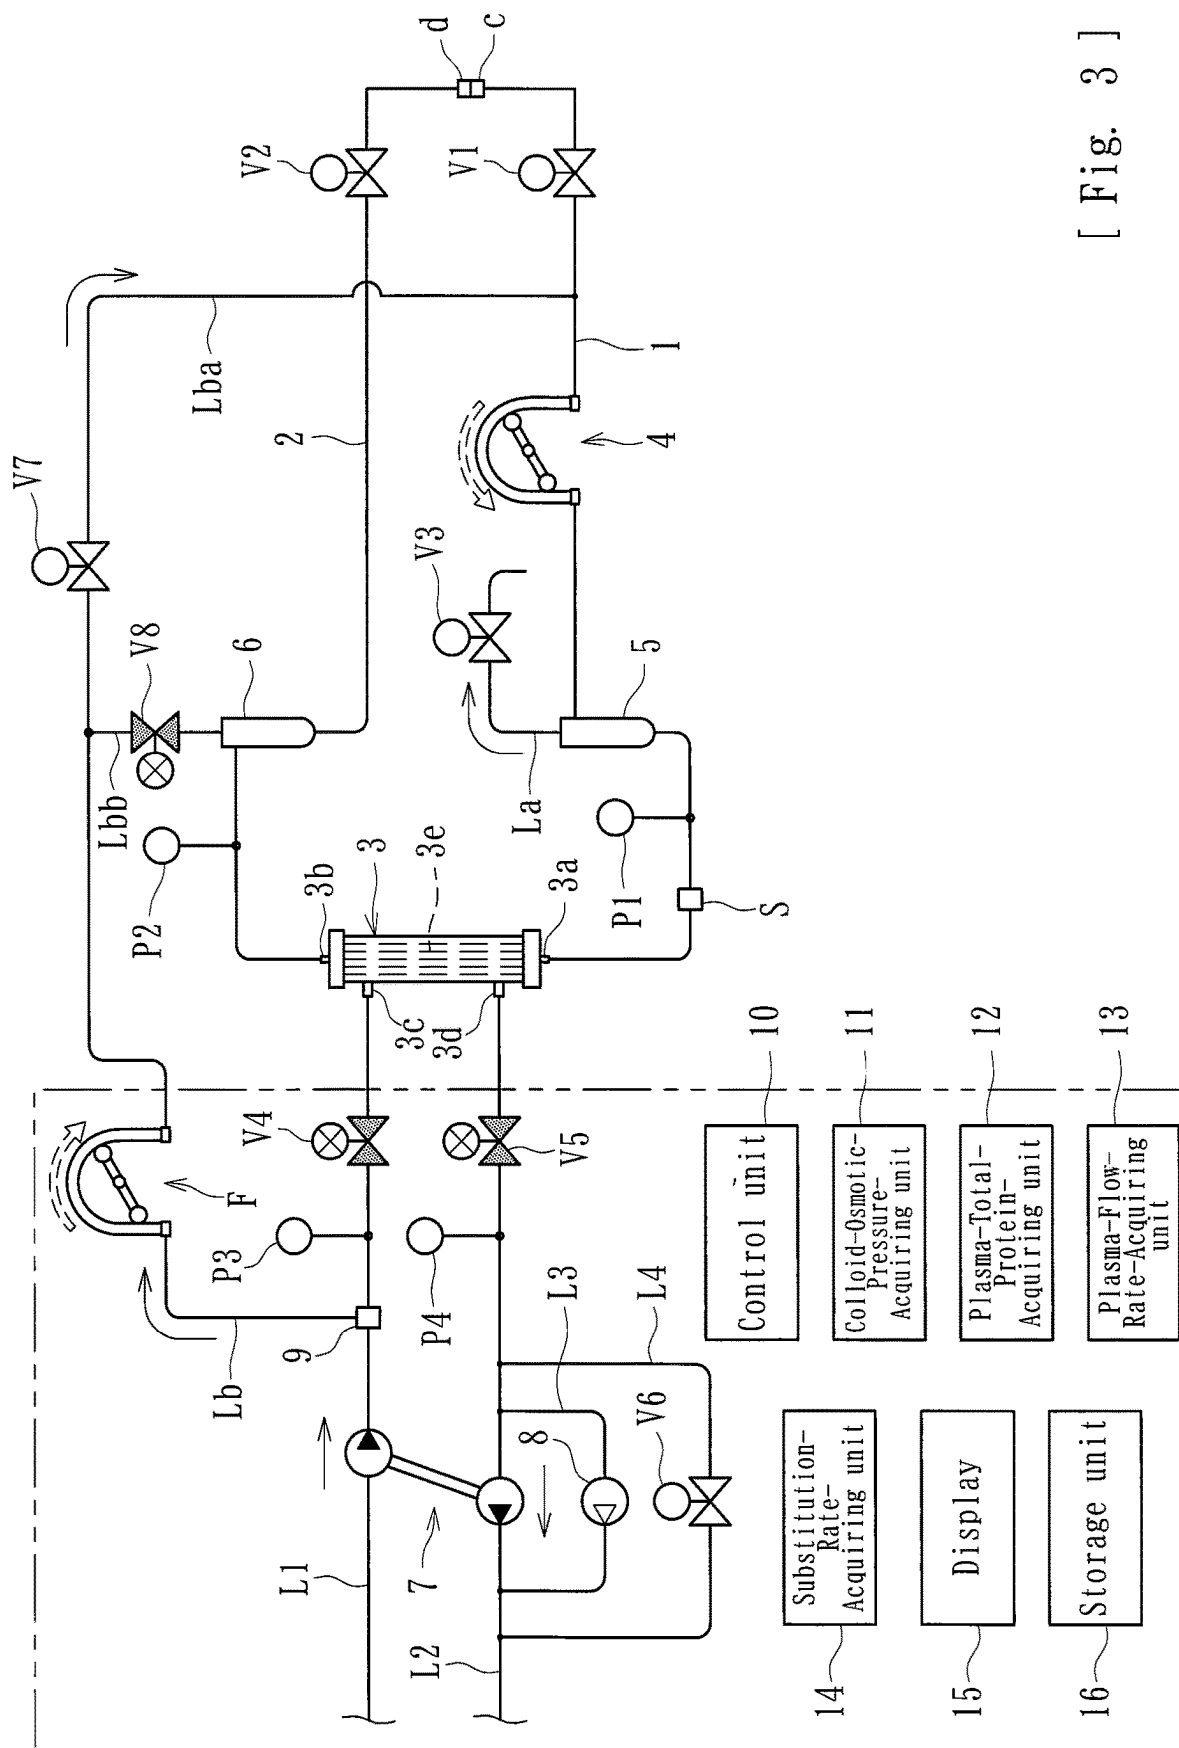 V7
Lbb
V8
P2
Lba
Lb
F
P3
V4
6
V2
L1
9
3b
2
3
3c
7
L2
P4
3d
3e
V3
d
V1
c
8
L3
V5
La
3a
P1
V6
L4
5
4
1
S
10
Control unit
11
Colloid-Osmotic-
Pressure-
Acquiring unit
12
Plasma-Total-
Protein-
Acquiring unit
13
Plasma-Flow-
Rate-Acquiring
unit
14
Substitution-
Rate-
Acquiring unit
15
Display
16
Storage unit
[ Fig. 3 ]